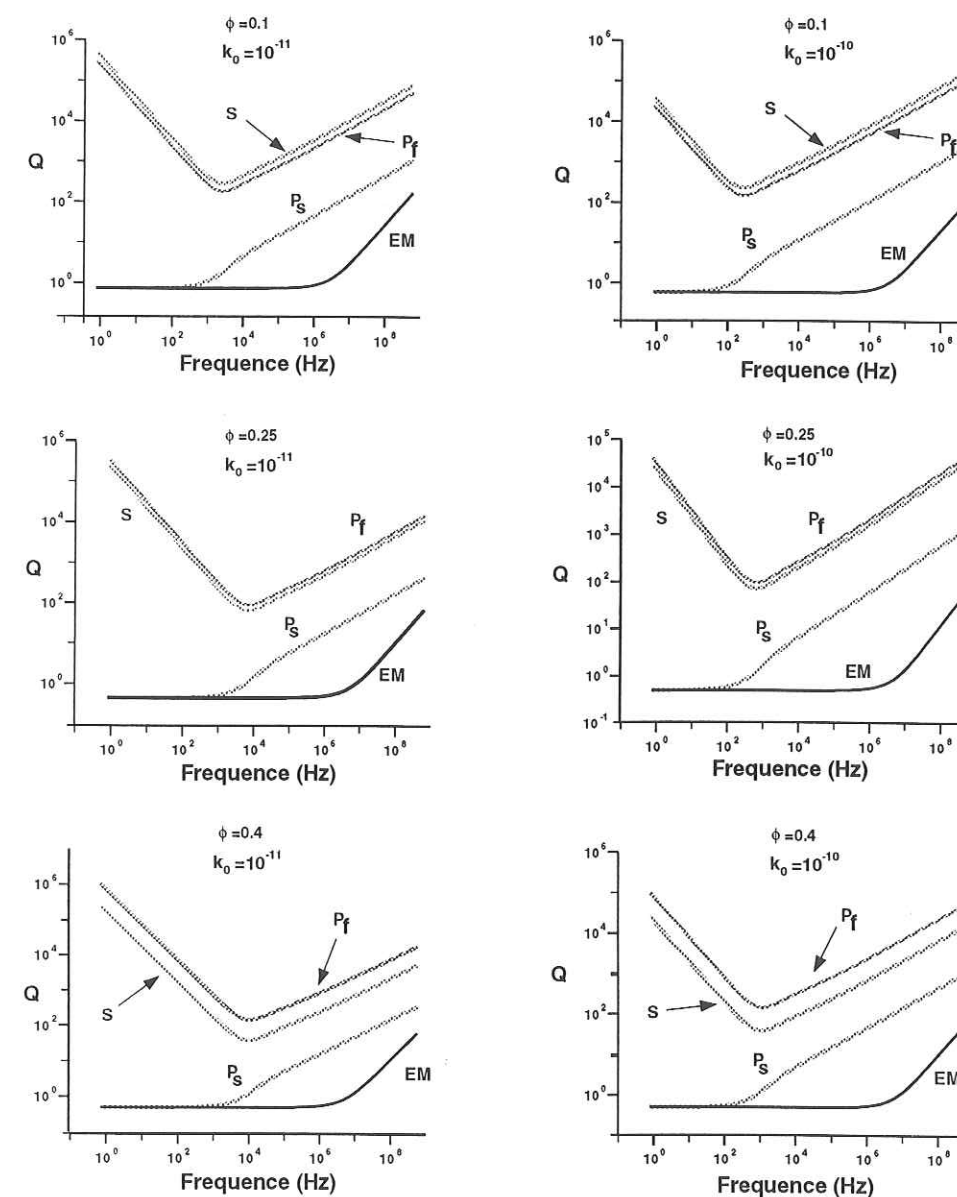 ϕ =0.1
k₀ =10⁻¹¹
10⁶
10⁴
10²
10⁰
Q
S
P_f
P_s
EM
10⁰ 10² 10⁴ 10⁶ 10⁸
Frequence (Hz)
ϕ =0.1
k₀ =10⁻¹⁰
10⁶
10⁴
10²
10⁰
Q
S
P_f
P_s
EM
10⁰ 10² 10⁴ 10⁶ 10⁸
Frequence (Hz)
ϕ =0.25
k₀ =10⁻¹¹
10⁶
10⁴
10²
10⁰
Q
S
P_f
P_s
EM
10⁰ 10² 10⁴ 10⁶ 10⁸
Frequence (Hz)
ϕ =0.25
k₀ =10⁻¹⁰
10⁵
10⁴
10³
10²
10¹
10⁰
10⁻¹
Q
S
P_f
P_s
EM
10⁰ 10² 10⁴ 10⁶ 10⁸
Frequence (Hz)
ϕ =0.4
k₀ =10⁻¹¹
10⁶
10⁴
10²
10⁰
Q
P_f
S
P_s
EM
10⁰ 10² 10⁴ 10⁶ 10⁸
Frequence (Hz)
ϕ =0.4
k₀ =10⁻¹⁰
10⁶
10⁴
10²
10⁰
Q
P_f
S
P_s
EM
10⁰ 10² 10⁴ 10⁶ 10⁸
Frequence (Hz)